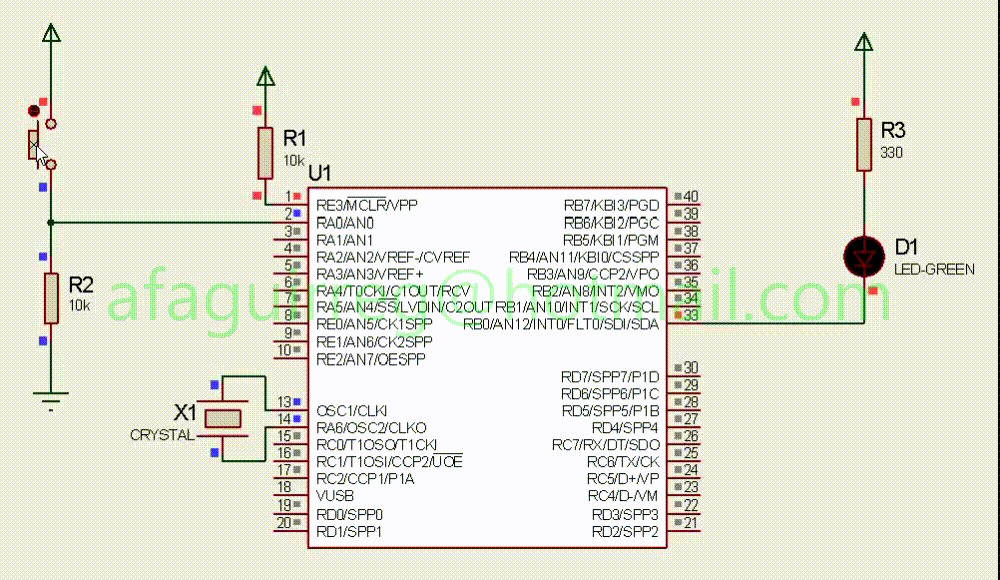 R1
10k
R3
330
U1
1 RE3/MCLR/VPP
2 RA0/AN0
3 RA1/AN1
4 RA2/AN2/VREF-/CVREF
5 RA3/AN3/VREF+
6 RA4/T0CKI/C1OUT/RCV
7 RA5/AN4/SS/LVDIN/C2OUT
8 RE0/AN5/CK1SPP
9 RE1/AN6/CK2SPP
10 RE2/AN7/OESPP
13 OSC1/CLKI
14 RA6/OSC2/CLKO
15 RC0/T1OSO/T1CKI
16 RC1/T1OSI/CCP2/UOE
17 RC2/CCP1/P1A
18 VUSB
19 RD0/SPP0
20 RD1/SPP1
RB7/KBI3/PGD 40
RB6/KBI2/PGC 39
RB5/KBI1/PGM 38
RB4/AN11/KBI0/CSSPP 37
RB3/AN9/CCP2/VPO 36
RB2/AN8/INT2/VMO 35
RB1/AN10/INT1/SCK/SCL 34
RB0/AN12/INT0/FLT0/SDI/SDA 33
RD7/SPP7/P1D 30
RD6/SPP6/P1C 29
RD5/SPP5/P1B 28
RD4/SPP4 27
RC7/RX/DT/SDO 26
RC6/TX/CK 25
RC5/D+/VP 24
RC4/D-/VM 23
RD3/SPP3 22
RD2/SPP2 21
D1
LED-GREEN
R2
10k
X1
CRYSTAL